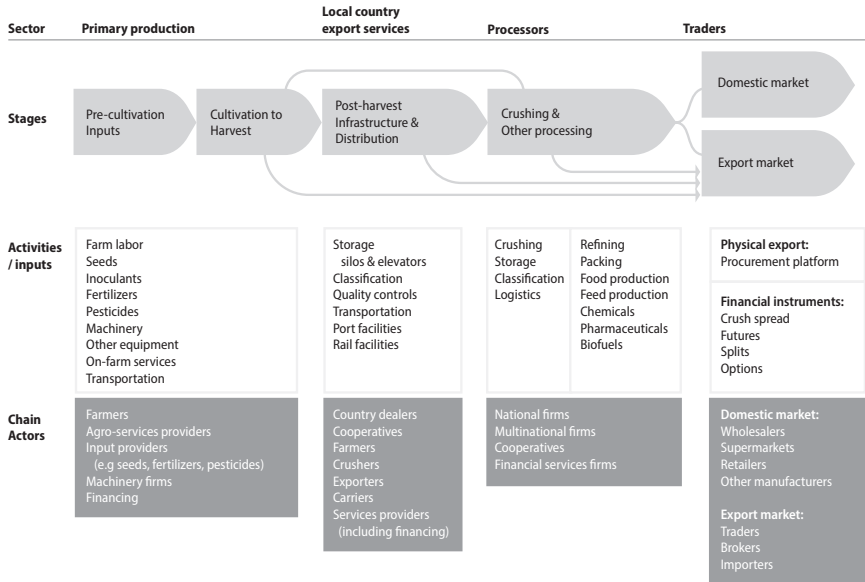 Sector
Primary production
Local country
export services
Processors
Traders
Stages
Pre-cultivation
Inputs
Cultivation to
Harvest
Post-harvest
Infrastructure &
Distribution
Crushing &
Other processing
Domestic market
Export market
Activities
/ inputs
Farm labor
Seeds
Inoculants
Fertilizers
Pesticides
Machinery
Other equipment
On-farm services
Transportation
Storage
silos & elevators
Classification
Quality controls
Transportation
Port facilities
Rail facilities
Crushing
Storage
Classification
Logistics
Refining
Packing
Food production
Feed production
Chemicals
Pharmaceuticals
Biofuels
Physical export:
Procurement platform
Financial instruments:
Crush spread
Futures
Splits
Options
Chain
Actors
Farmers
Agro-services providers
Input providers
(e.g seeds, fertilizers, pesticides)
Machinery firms
Financing
Country dealers
Cooperatives
Farmers
Crushers
Exporters
Carriers
Services providers
(including financing)
National firms
Multinational firms
Cooperatives
Financial services firms
Domestic market:
Wholesalers
Supermarkets
Retailers
Other manufacturers
Export market:
Traders
Brokers
Importers